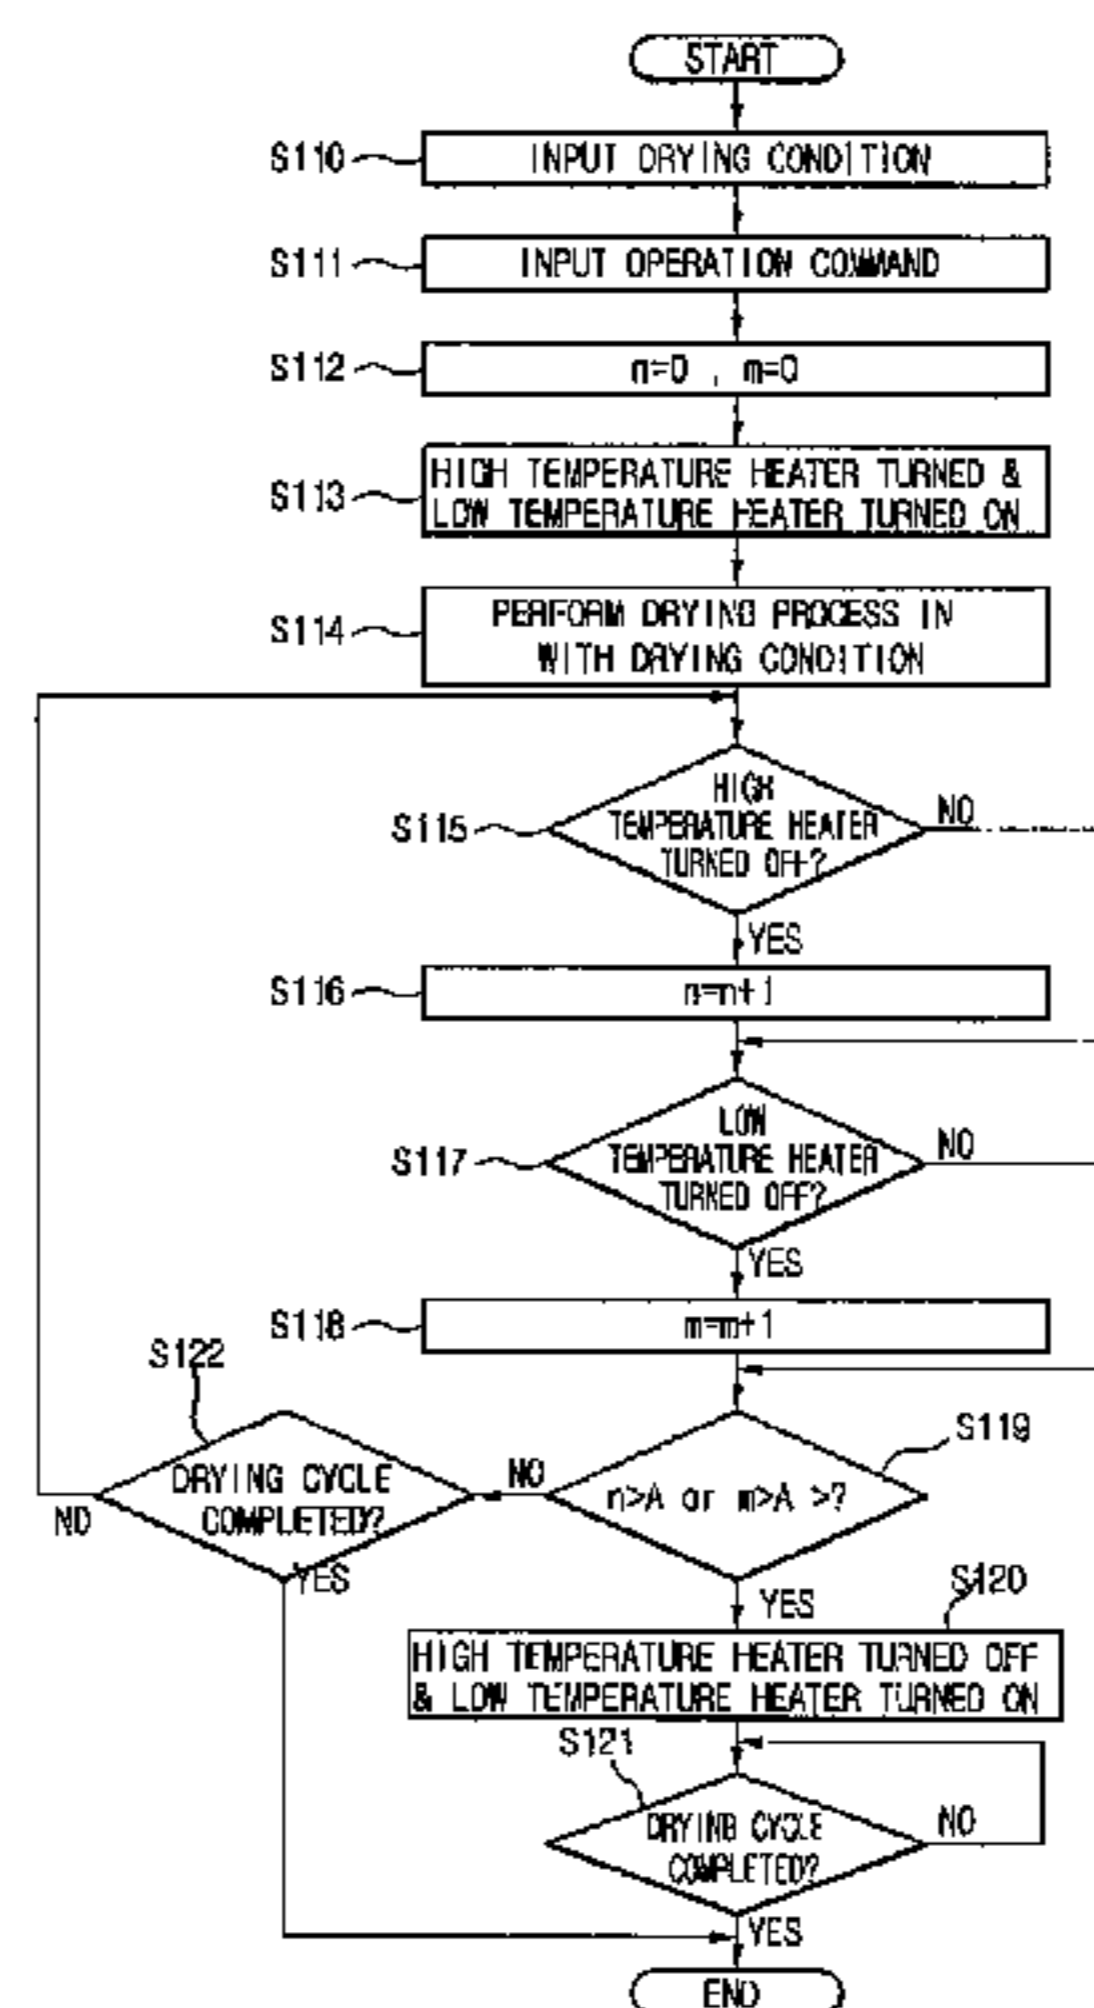 START
S110
INPUT DRYING CONDITION
S111
INPUT OPERATION COMMAND
S112
n=0 , m=0
S113
HIGH TEMPERATURE HEATER TURNED &
LOW TEMPERATURE HEATER TURNED ON
S114
PERFORM DRYING PROCESS IN
WITH DRYING CONDITION
S115
HIGH
TEMPERATURE HEATER
TURNED OFF?
NO
YES
S116
n=n+1
S117
LOW
TEMPERATURE HEATER
TURNED OFF?
NO
YES
S118
m=m+1
S122
DRYING CYCLE
COMPLETED?
NO
YES
NO
S119
n>A or m>A >?
YES
S120
HIGH TEMPERATURE HEATER TURNED OFF
& LOW TEMPERATURE HEATER TURNED ON
S121
DRYING CYCLE
COMPLETED?
NO
YES
END